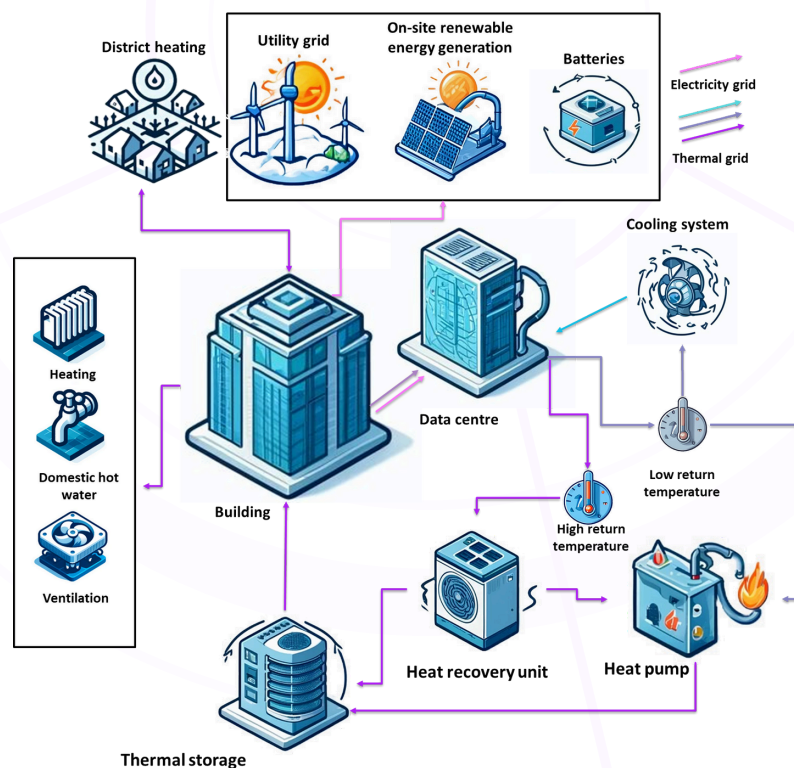 District heating
Utility grid
On-site renewable
energy generation
Batteries
Electricity grid
Thermal grid
Cooling system
Heating
Domestic hot
water
Ventilation
Building
Data centre
Low return
temperature
High return
temperature
Heat recovery unit
Heat pump
Thermal storage